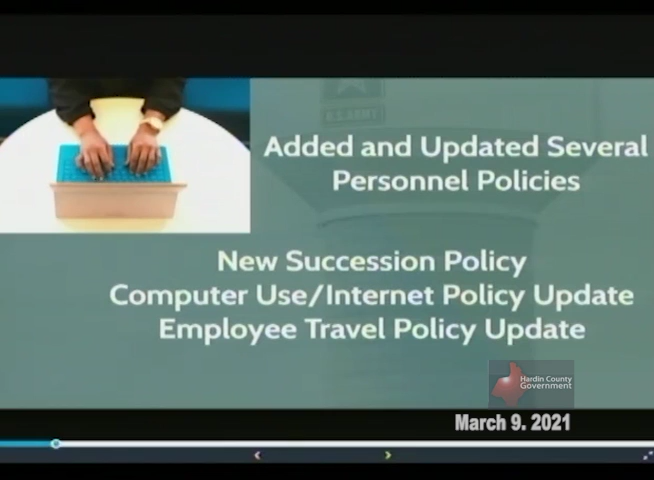 U.S. ARMY
Added and Updated Several
Personnel Policies
New Succession Policy
Computer Use/Internet Policy Update
Employee Travel Policy Update
Hardin County
Government
March 9. 2021